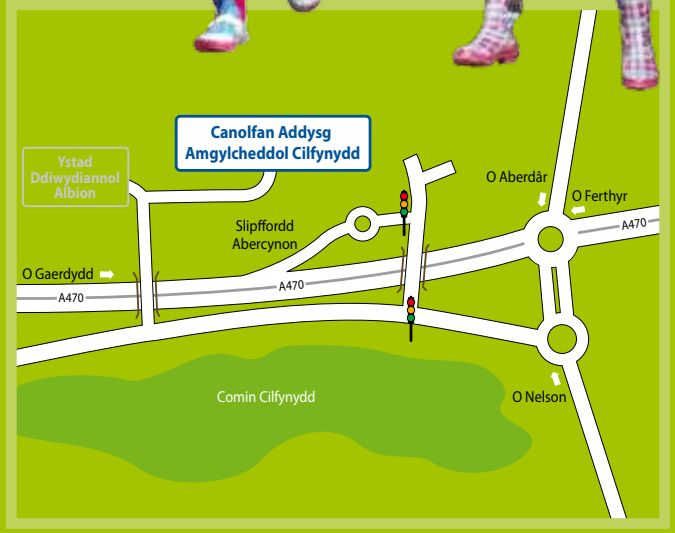 Canolfan Addysg
Amgylcheddol Cilfynydd
Ystad
Ddiwydiannol
Albion
O Aberdâr
O Ferthyr
A470
Slipffordd
Abercynon
O Gaerdydd
A470
A470
Comin Cilfynydd
O Nelson